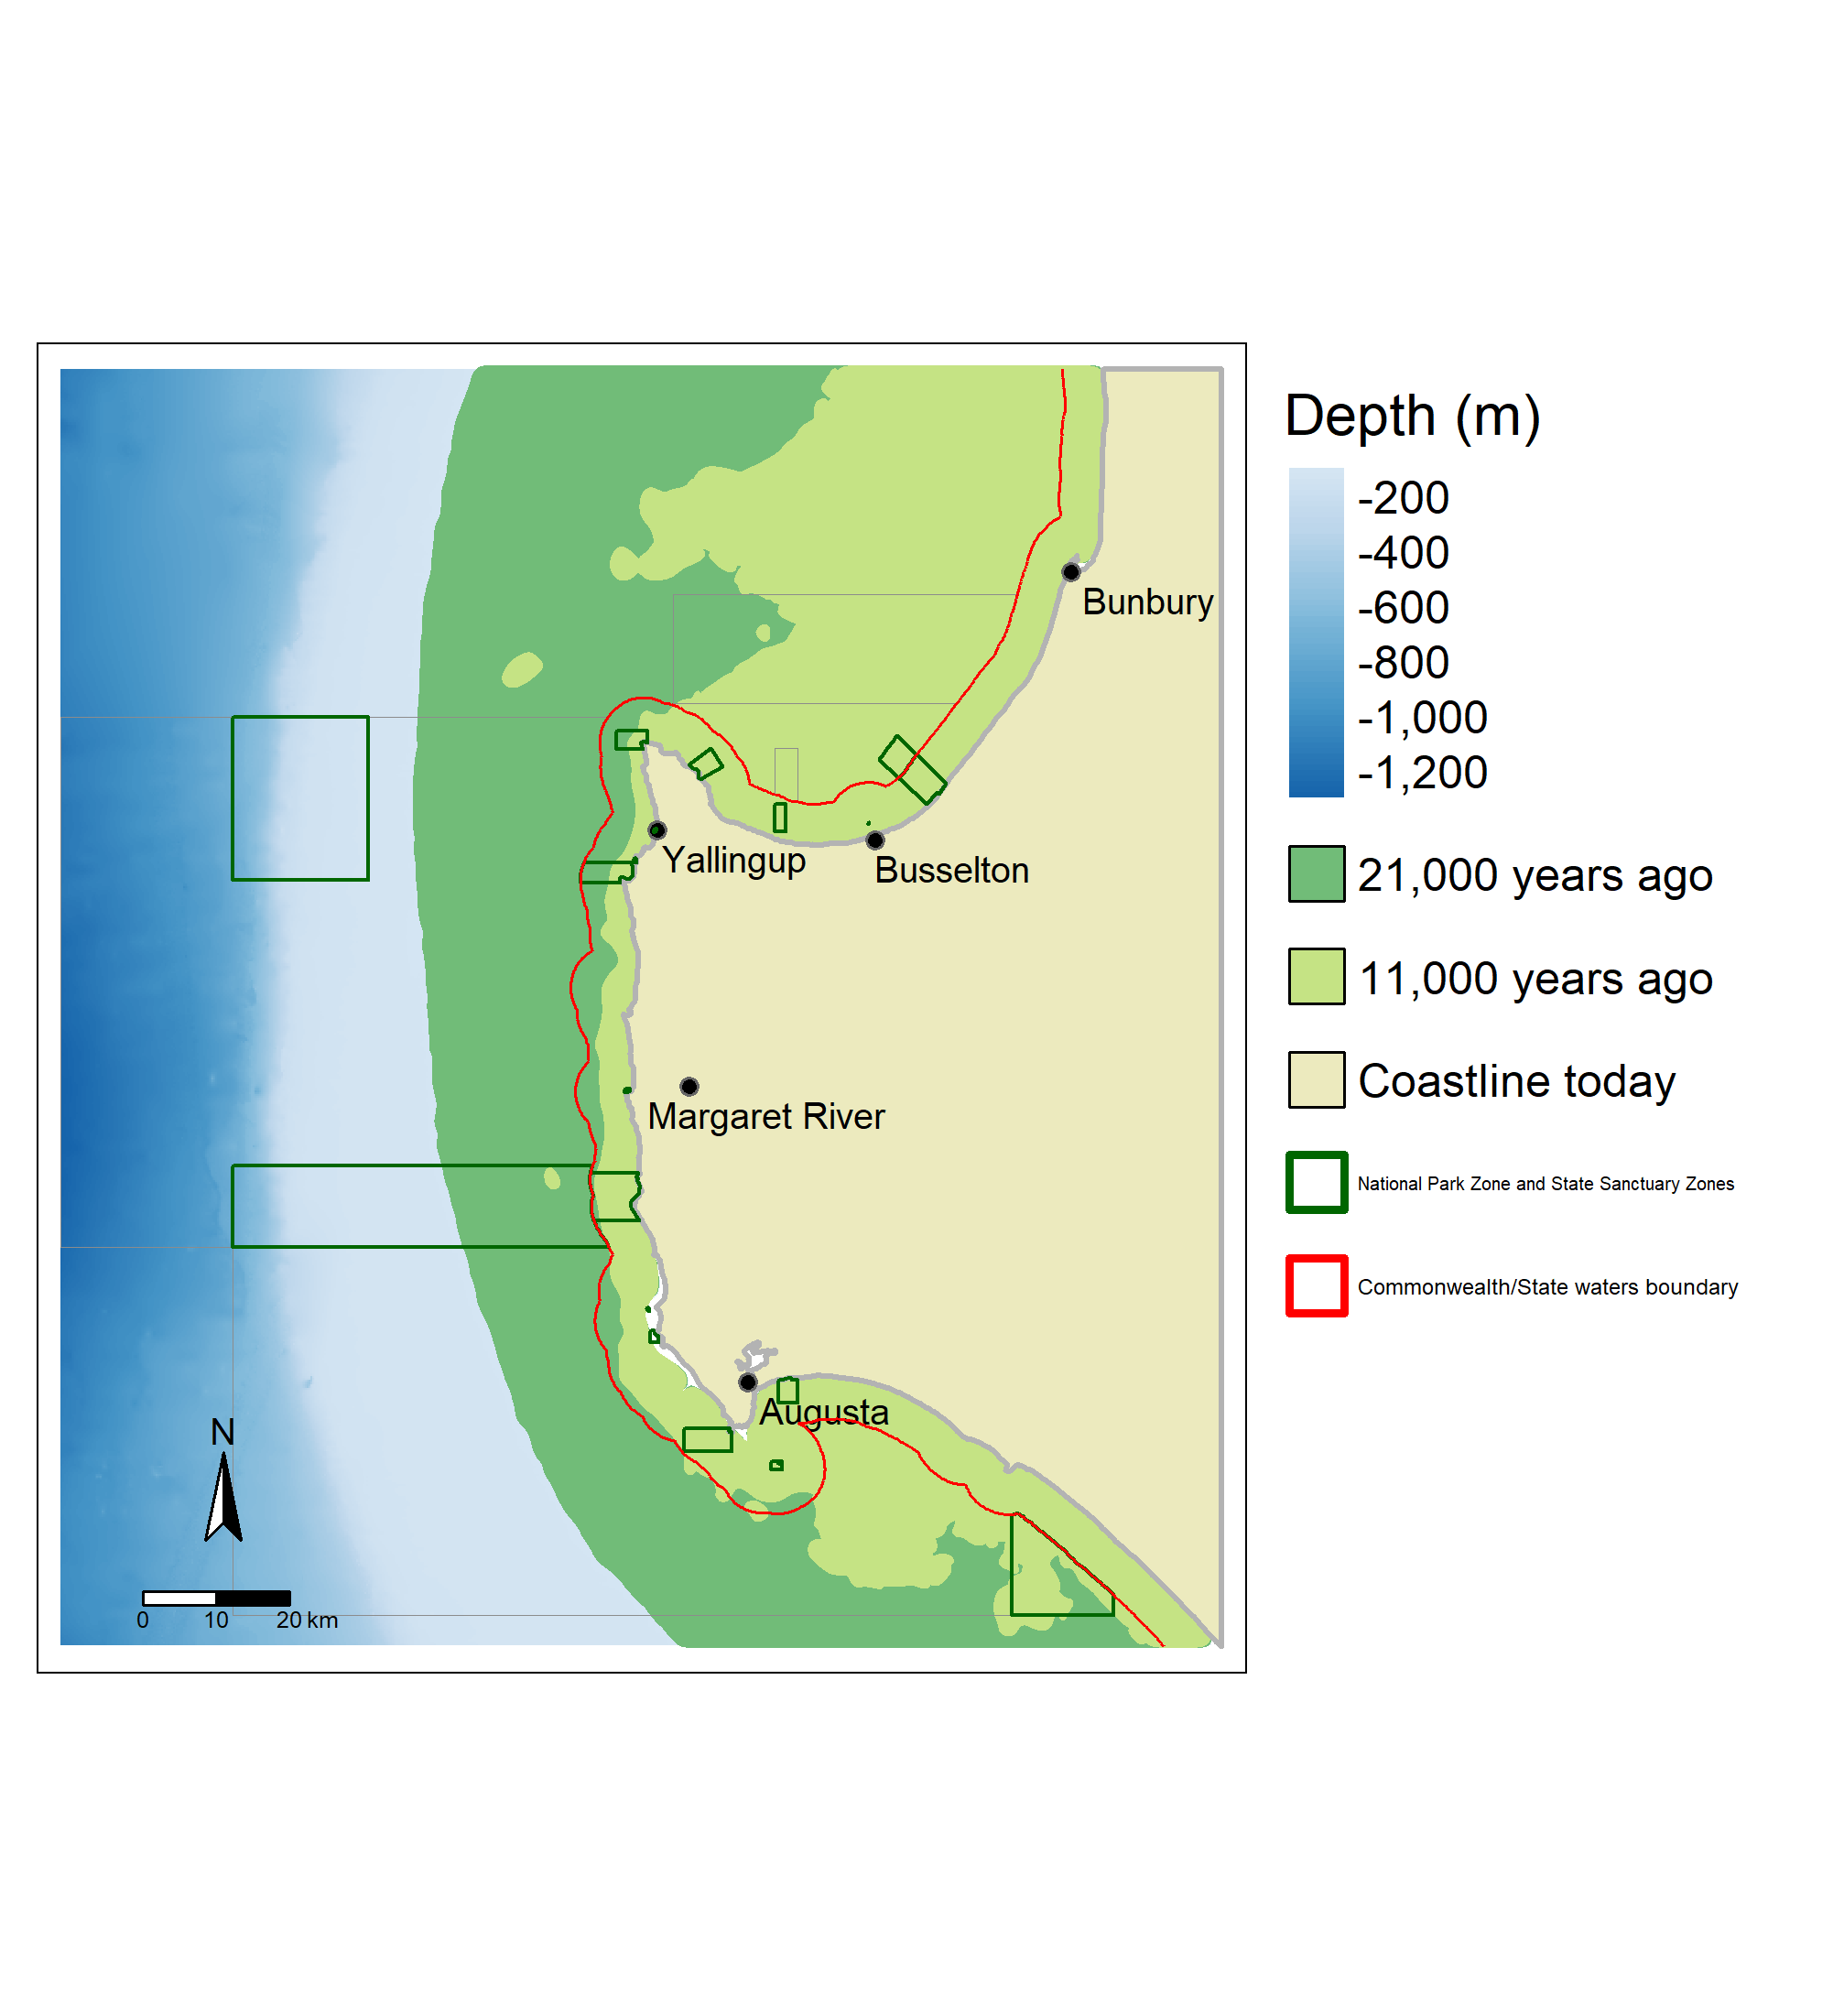 Depth (m)
-200
-400
-600
-800
-1,000
-1,200
21,000 years ago
11,000 years ago
Coastline today
National Park Zone and State Sanctuary Zones
Commonwealth/State waters boundary
Bunbury
Yallingup
Busselton
Margaret River
Augusta
N
0 10 20 km